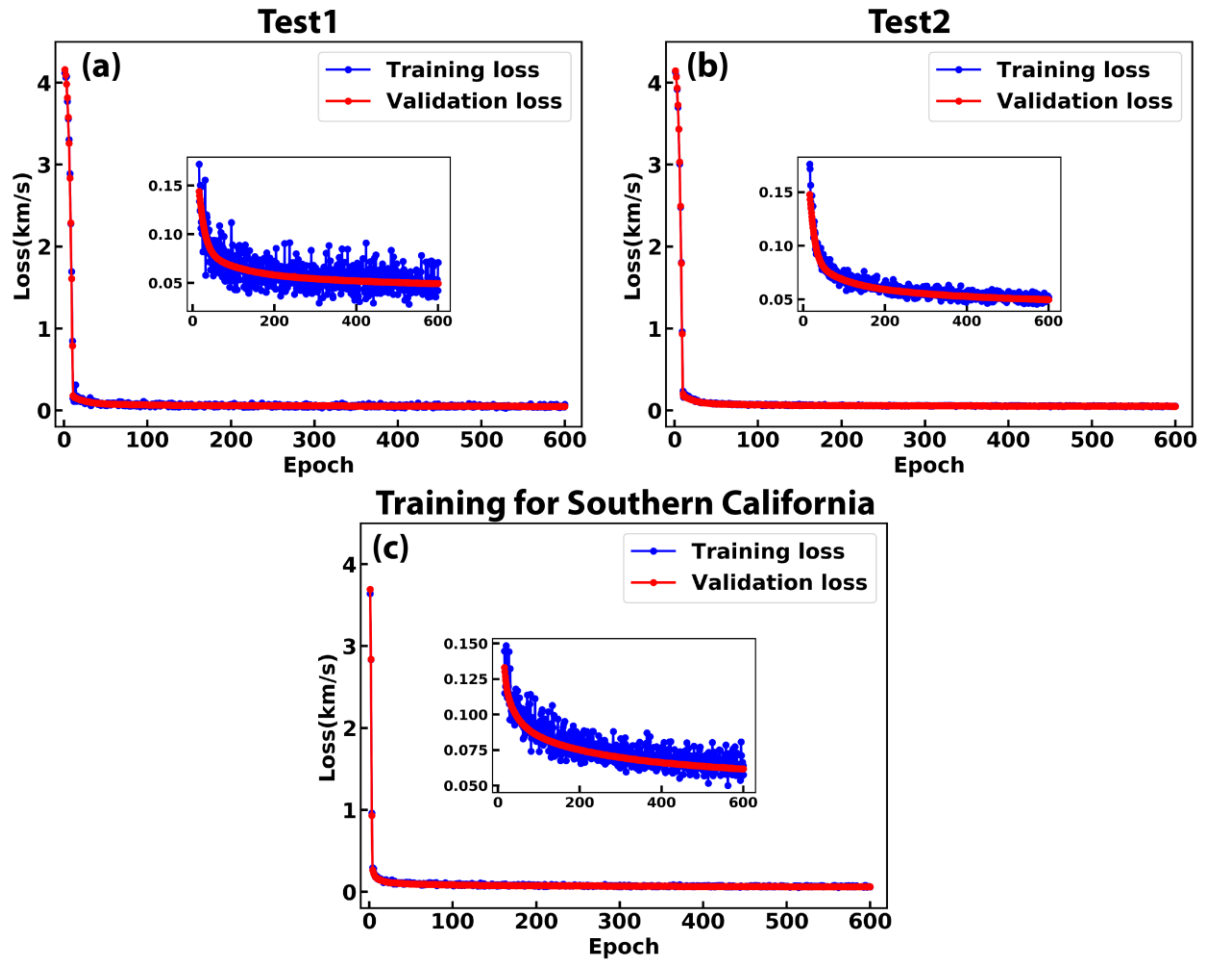 Test1
(a)
Training loss
Validation loss
Loss(km/s)
4
3
2
1
0
0.15
0.10
0.05
0 200 400 600
0 100 200 300 400 500 600
Epoch
Test2
(b)
Training loss
Validation loss
Loss(km/s)
4
3
2
1
0
0.15
0.10
0.05
0 200 400 600
0 100 200 300 400 500 600
Epoch
Training for Southern California
(c)
Training loss
Validation loss
Loss(km/s)
4
3
2
1
0
0.150
0.125
0.100
0.075
0.050
0 200 400 600
0 100 200 300 400 500 600
Epoch